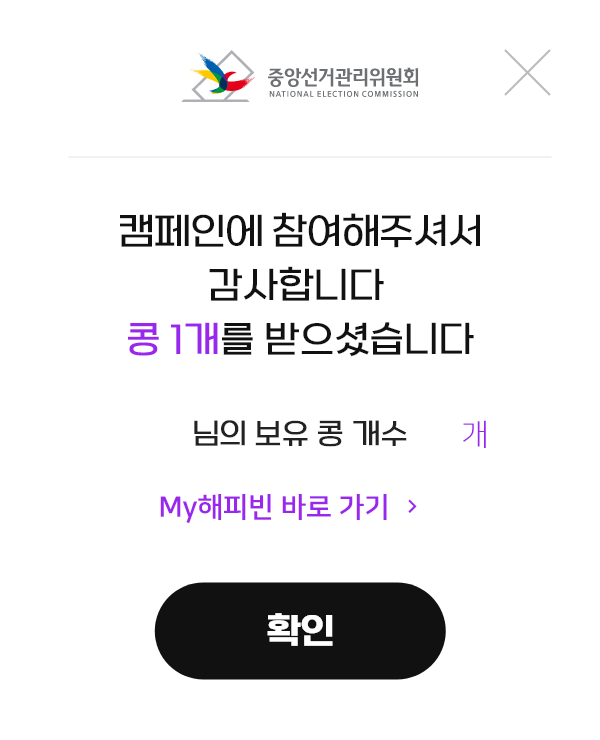 중앙선거관리위원회
NATIONAL ELECTION COMMISSION
캠페인에 참여해주셔서
감사합니다
콩 1개를 받으셨습니다
님의 보유 콩 개수 개
My해피빈 바로 가기 >
확인